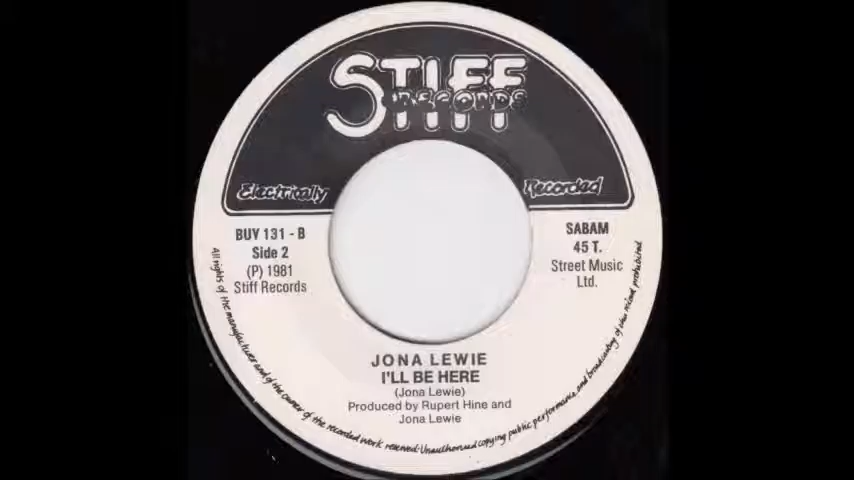 STIFF
RECORDS
Electrically Recorded
BUY 131 - B
Side 2
(P) 1981
Stiff Records
SABAM
45 T.
Street Music
Ltd.
JONA LEWIE
I'LL BE HERE
(Jona Lewie)
Produced by Rupert Hine and
Jona Lewie
All rights of the manufacturer and of the owner of the recorded work reserved. Unauthorised copying public performance and broadcasting of this record prohibited